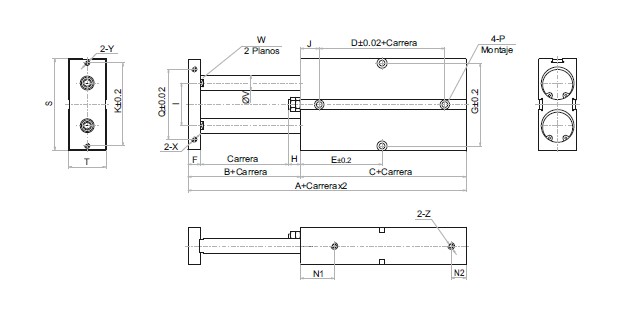 2-Y
W
2 Planos
J
D±0.02+Carrera
4-P
Montaje
S
K±0.2
Q±0.02
I
ØV
G±0.2
2-X
T
F
Carrera
H
E±0.2
B+Carrera
C+Carrera
A+Carrerax2
2-Z
N1
N2